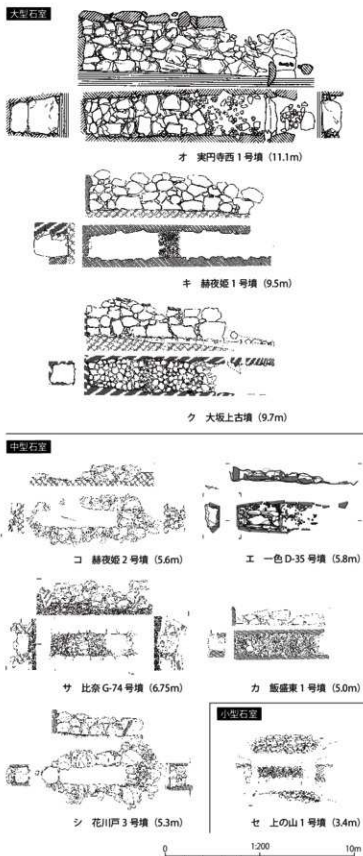 大型石室
オ 実円寺西1号墳（11.1m）
キ 赫夜姫1号墳（9.5m）
ク 大坂上古墳（9.7m）
中型石室
コ 赫夜姫2号墳（5.6m）
エ 一色D-35号墳（5.8m）
サ 比奈G-74号墳（6.75m）
カ 飯盛東1号墳（5.0m）
シ 花川戸3号墳（5.3m）
小型石室
セ 上の山1号墳（3.4m）
0 1:200 10m